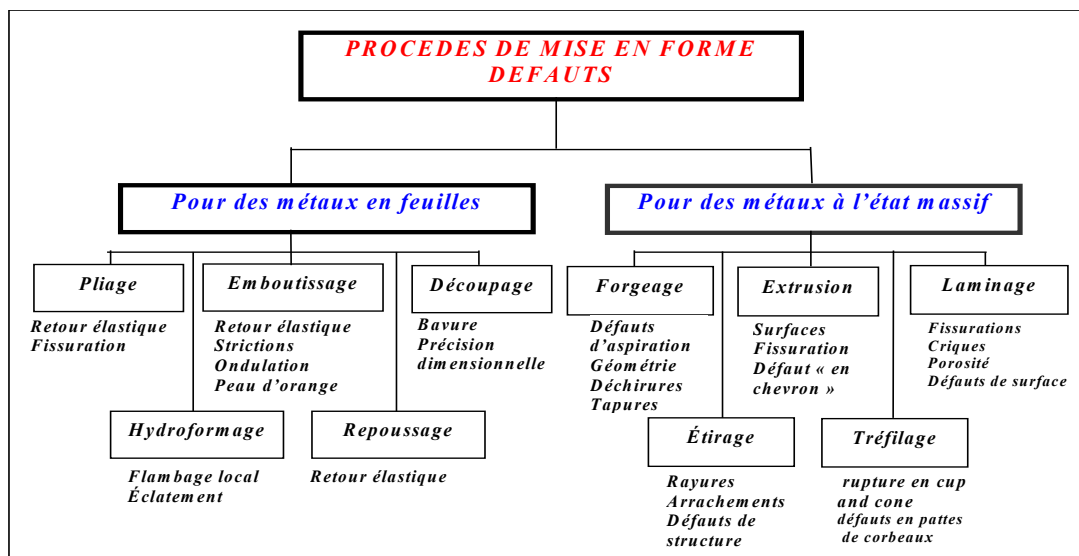 PROCEDES DE MISE EN FORME
DEFAUTS
Pour des métaux en feuilles
Pour des métaux à l'état massif
Pliage
Retour élastique
Fissuration
Emboutissage
Retour élastique
Strictions
Ondulation
Peau d'orange
Découpage
Bavure
Précision
dimensionnelle
Hydroformage
Flambage local
Éclatement
Repoussage
Retour élastique
Forgeage
Défauts
d'aspiration
Géométrie
Déchirures
Tapures
Extrusion
Surfaces
Fissuration
Défaut « en
chevron »
Laminage
Fissurations
Criques
Porosité
Défauts de surface
Étirage
Rayures
Arrachements
Défauts de
structure
Tréfilage
rupture en cup
and cone
défauts en pattes
de corbeaux